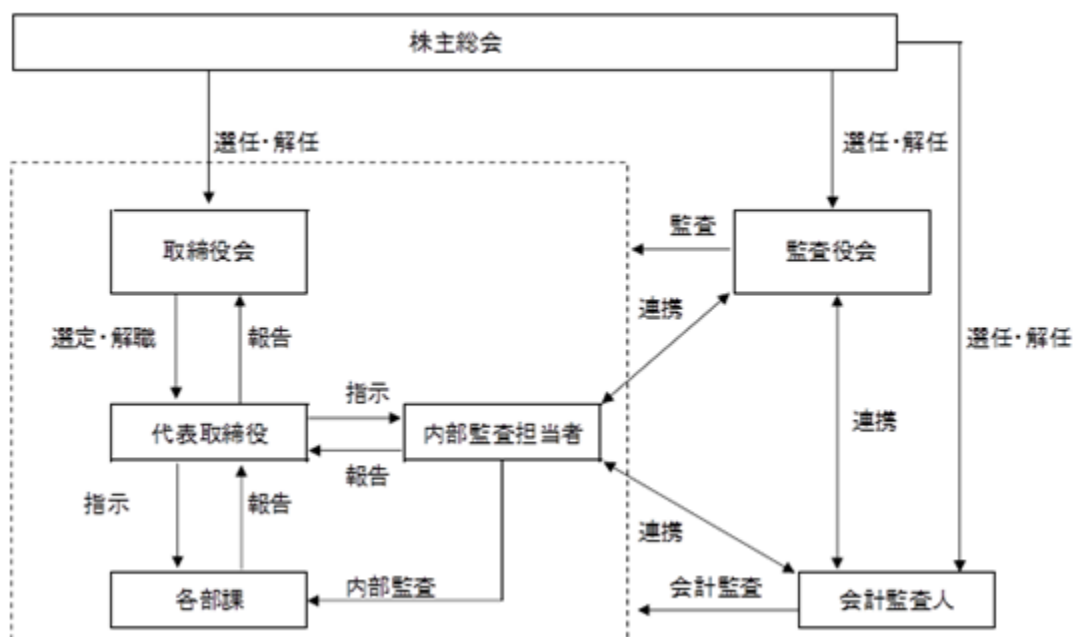 株主総会
選任・解任
選任・解任
取締役会
監査
監査役会
連携
選定・解職
報告
選任・解任
指示
代表取締役
内部監査担当者
連携
報告
指示
報告
連携
各部課
内部監査
会計監査
会計監査人